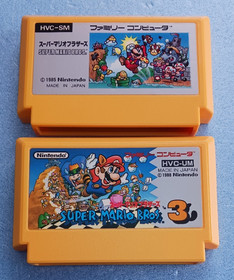 HVC-SM
ファミリー コンピュータ
スーパーマリオブラザーズ
SUPER MARIO BROS.
©1985 Nintendo
MADE IN JAPAN
Nintendo
コンピュータ
HVC-UM
MADE IN JAPAN
©1988 Nintendo
SUPER MARIO BROS. 3